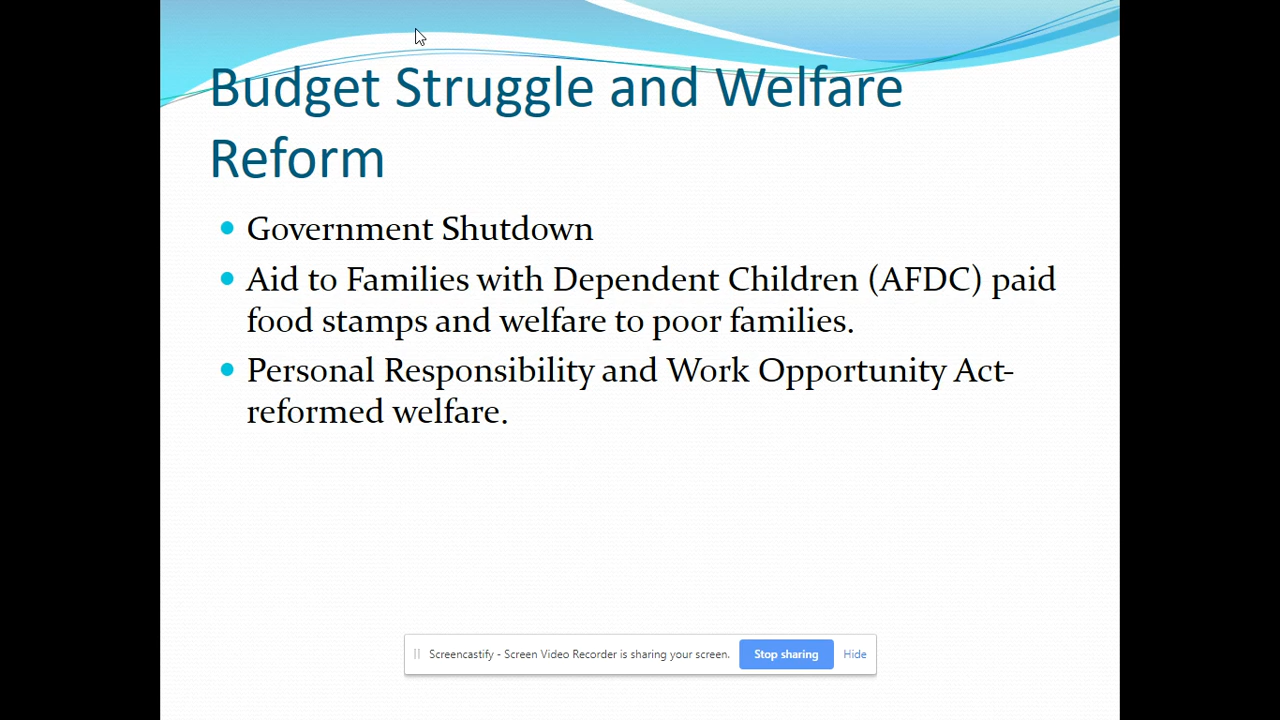 Budget Struggle and Welfare
Reform
Government Shutdown
Aid to Families with Dependent Children (AFDC) paid
food stamps and welfare to poor families.
Personal Responsibility and Work Opportunity Act-
reformed welfare.
Screencastify - Screen Video Recorder is sharing your screen. Stop sharing Hide